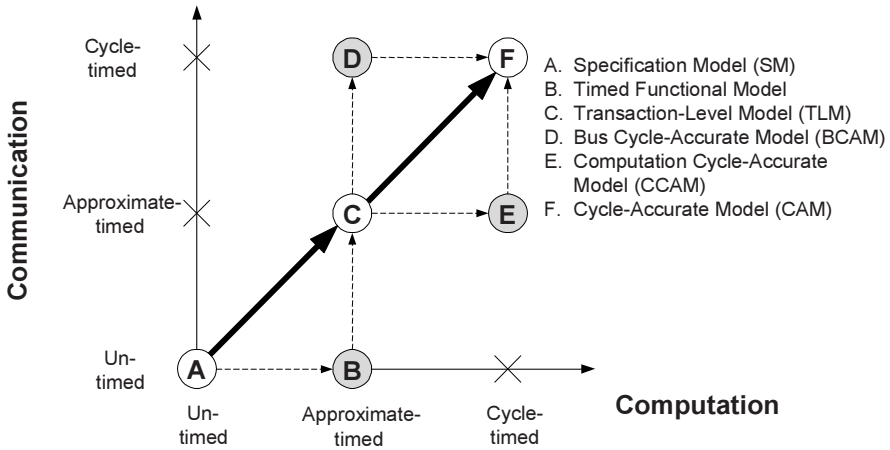 Communication
Cycle-
timed
Approximate-
timed
Un-
timed
D
F
C
E
A
B
A. Specification Model (SM)
B. Timed Functional Model
C. Transaction-Level Model (TLM)
D. Bus Cycle-Accurate Model (BCAM)
E. Computation Cycle-Accurate
Model (CCAM)
F. Cycle-Accurate Model (CAM)
Un-
timed
Approximate-
timed
Cycle-
timed
Computation